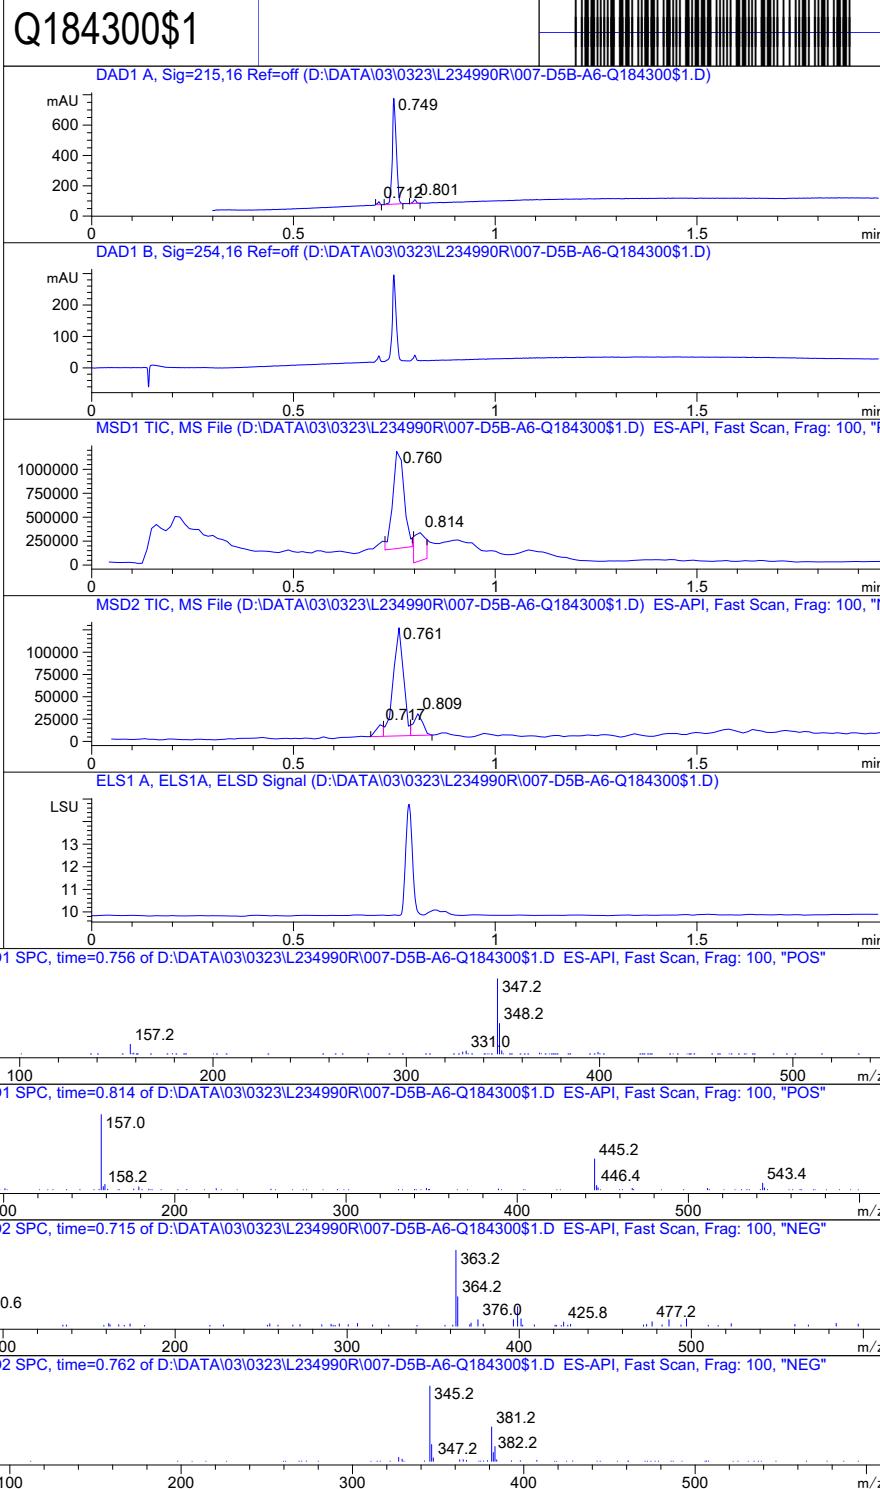 Q184300$1
DAD1 A, Sig=215,16 Ref=off (D:\DATA\03\0323\L234990R\007-D5B-A6-Q184300$1.D)
mAU
600
400
200
0
0.749
0.712
0.801
0 0.5 1 1.5 min
DAD1 B, Sig=254,16 Ref=off (D:\DATA\03\0323\L234990R\007-D5B-A6-Q184300$1.D)
mAU
200
100
0
0 0.5 1 1.5 min
MSD1 TIC, MS File (D:\DATA\03\0323\L234990R\007-D5B-A6-Q184300$1.D) ES-API, Fast Scan, Frag: 100, "P
1000000
750000
500000
250000
0
0.760
0.814
0 0.5 1 1.5 min
MSD2 TIC, MS File (D:\DATA\03\0323\L234990R\007-D5B-A6-Q184300$1.D) ES-API, Fast Scan, Frag: 100, "N
100000
75000
50000
25000
0
0.761
0.717
0.809
0 0.5 1 1.5 min
ELS1 A, ELS1A, ELSD Signal (D:\DATA\03\0323\L234990R\007-D5B-A6-Q184300$1.D)
LSU
13
12
11
10
0 0.5 1 1.5 min
1 SPC, time=0.756 of D:\DATA\03\0323\L234990R\007-D5B-A6-Q184300$1.D ES-API, Fast Scan, Frag: 100, "POS"
347.2
348.2
157.2
331.0
100 200 300 400 500 m/z
1 SPC, time=0.814 of D:\DATA\03\0323\L234990R\007-D5B-A6-Q184300$1.D ES-API, Fast Scan, Frag: 100, "POS"
157.0
158.2
445.2
446.4
543.4
00 200 300 400 500 m/z
2 SPC, time=0.715 of D:\DATA\03\0323\L234990R\007-D5B-A6-Q184300$1.D ES-API, Fast Scan, Frag: 100, "NEG"
363.2
364.2
0.6
376.0
425.8
477.2
00 200 300 400 500 m/z
2 SPC, time=0.762 of D:\DATA\03\0323\L234990R\007-D5B-A6-Q184300$1.D ES-API, Fast Scan, Frag: 100, "NEG"
345.2
381.2
347.2
382.2
100 200 300 400 500 m/z